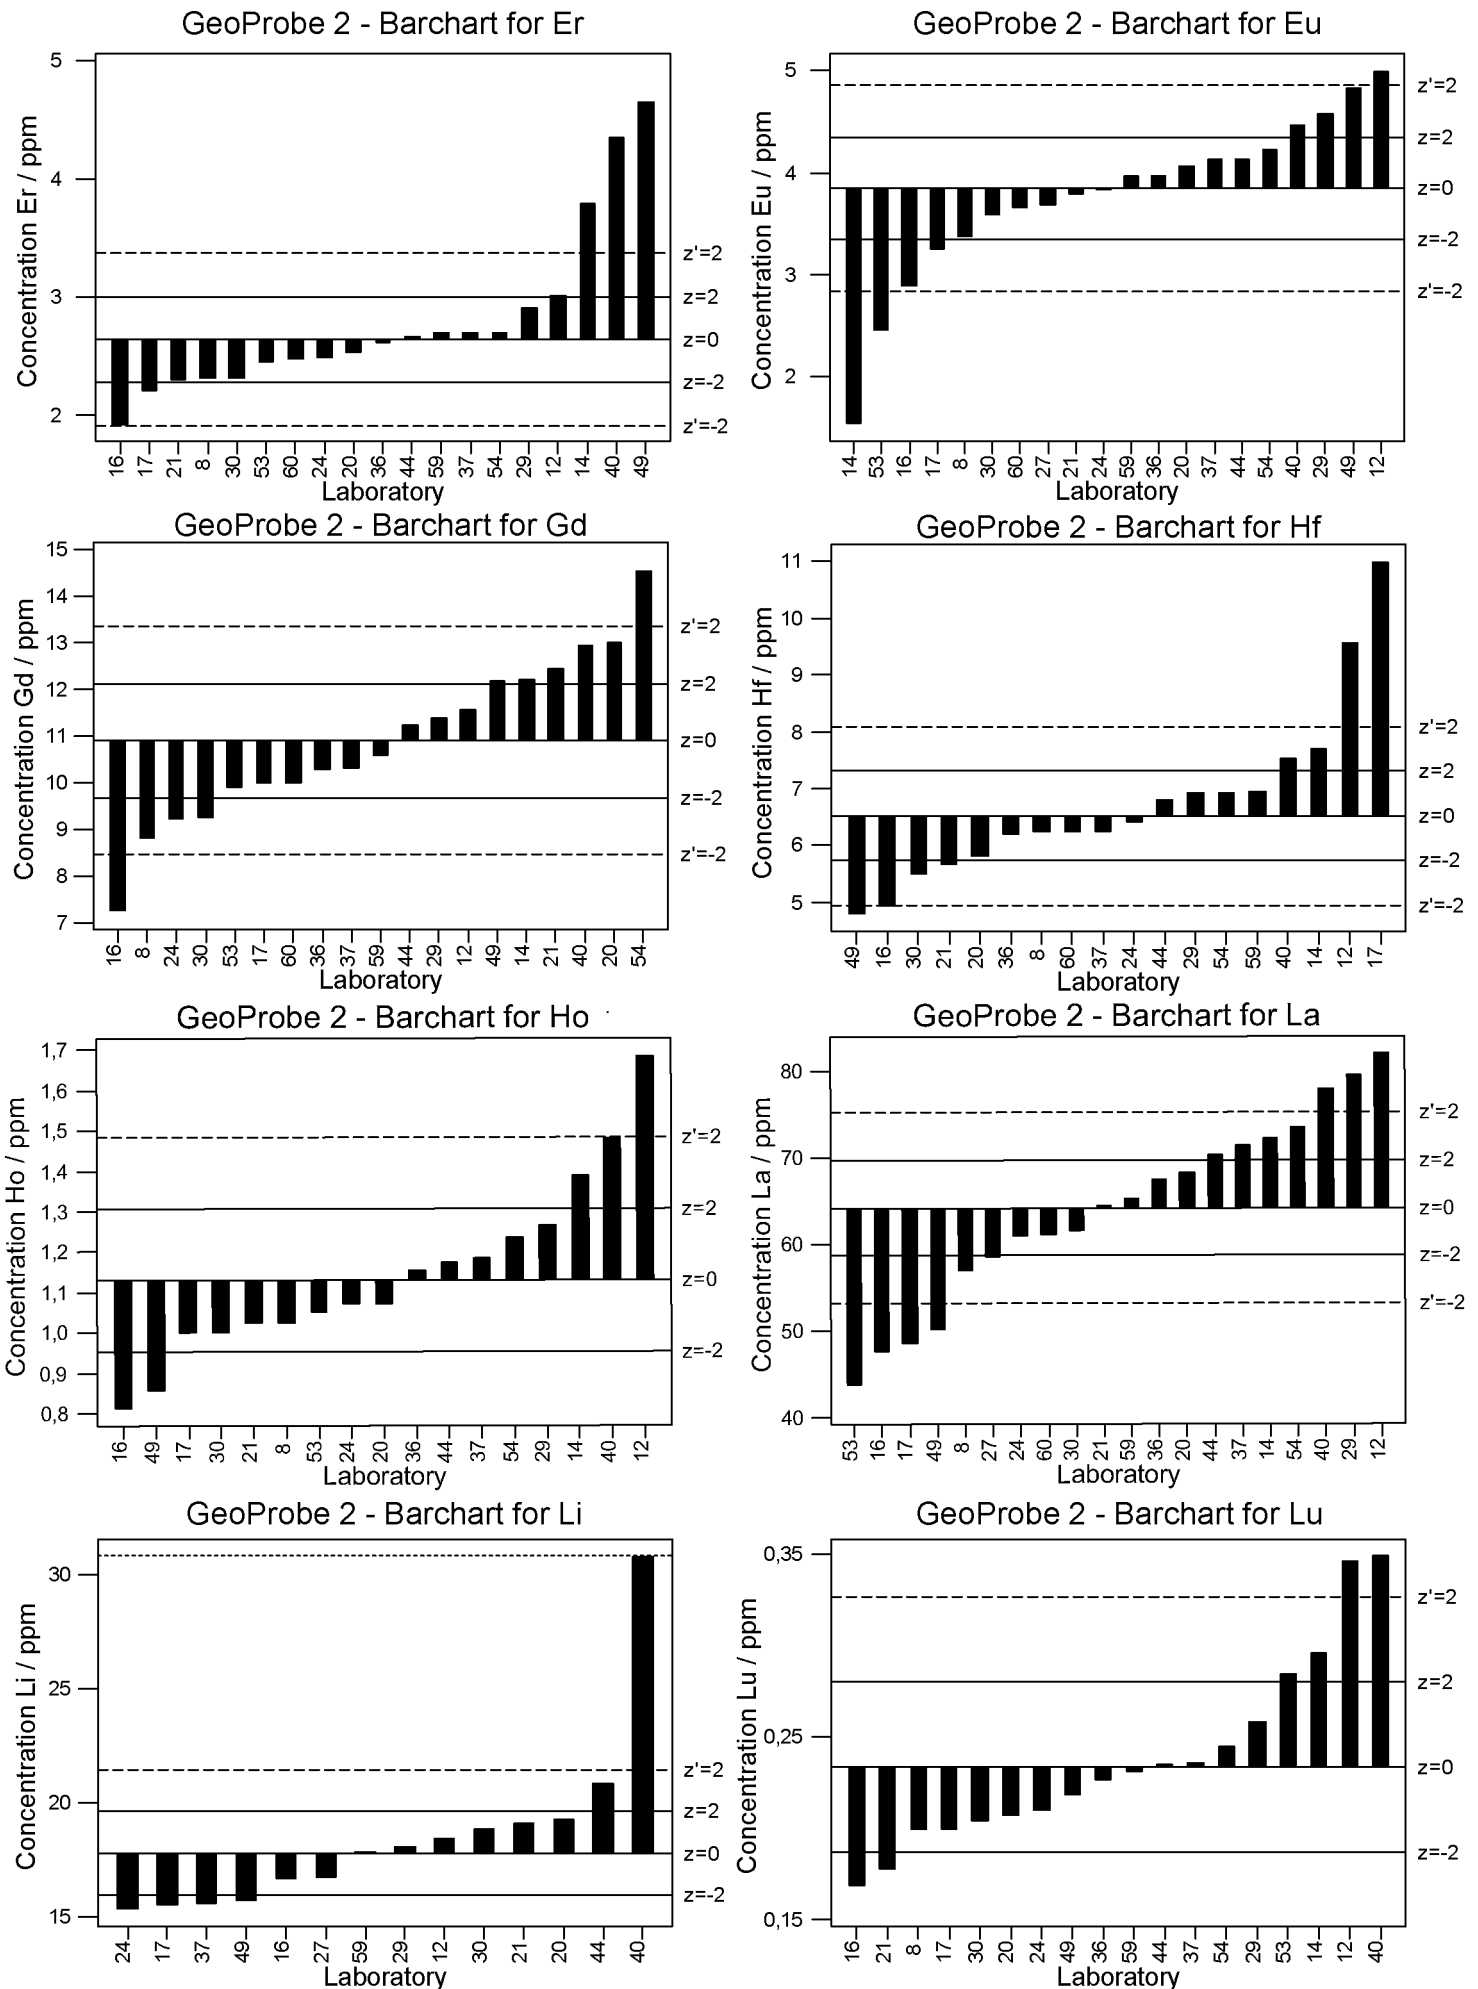 GeoProbe 2 - Barchart for Er
Concentration Er / ppm
5
4
3
2
z'=2
z=2
z=0
z=-2
z'=-2
16 17 21 8 30 53 60 24 20 36 44 59 37 54 29 12 14 40 49
Laboratory
GeoProbe 2 - Barchart for Eu
Concentration Eu / ppm
5
4
3
2
z'=2
z=2
z=0
z=-2
z'=-2
14 53 16 17 8 30 60 27 21 24 59 36 20 37 44 54 40 29 49 12
Laboratory
GeoProbe 2 - Barchart for Gd
Concentration Gd / ppm
15
14
13
12
11
10
9
8
7
z'=2
z=2
z=0
z=-2
z'=-2
16 8 24 30 53 17 60 36 37 59 44 29 12 49 14 21 40 20 54
Laboratory
GeoProbe 2 - Barchart for Hf
Concentration Hf / ppm
11
10
9
8
7
6
5
z'=2
z=2
z=0
z=-2
z'=-2
49 16 30 21 20 36 8 60 37 24 44 29 54 59 40 14 12 17
Laboratory
GeoProbe 2 - Barchart for Ho
Concentration Ho / ppm
1,7
1,6
1,5
1,4
1,3
1,2
1,1
1,0
0,9
0,8
z'=2
z=2
z=0
z=-2
16 49 17 30 21 8 53 24 20 36 44 37 54 29 14 40 12
Laboratory
GeoProbe 2 - Barchart for La
Concentration La / ppm
80
70
60
50
40
z'=2
z=2
z=0
z=-2
z'=-2
53 16 17 49 8 27 24 60 30 21 59 36 20 44 37 14 54 40 29 12
Laboratory
GeoProbe 2 - Barchart for Li
Concentration Li / ppm
30
25
20
15
z'=2
z=2
z=0
z=-2
24 17 37 49 16 27 59 29 12 30 21 20 44 40
Laboratory
GeoProbe 2 - Barchart for Lu
Concentration Lu / ppm
0,35
0,25
0,15
z'=2
z=2
z=0
z=-2
16 21 8 17 30 20 24 49 36 59 44 37 54 29 53 14 12 40
Laboratory